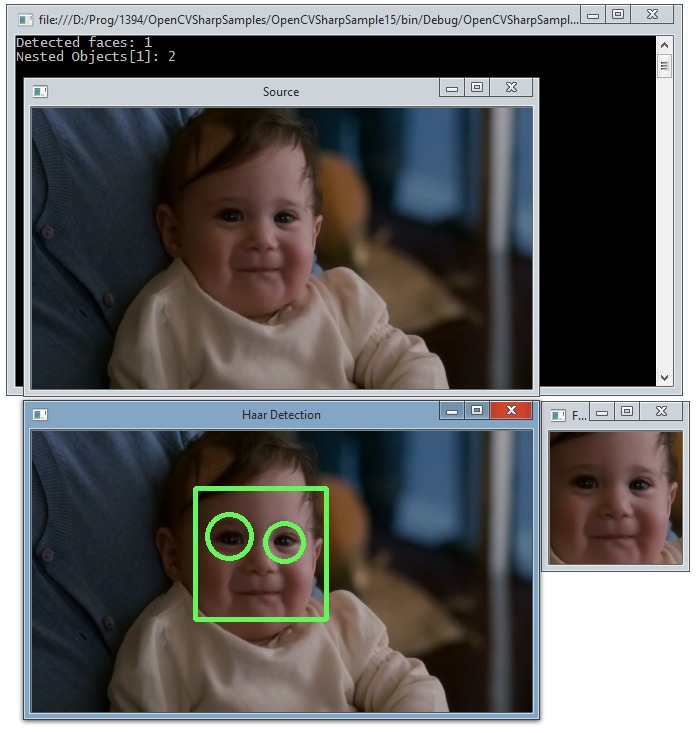 file:///D:/Prog/1394/OpenCVSharpSamples/OpenCVSharpSample15/bin/Debug/OpenCVSharpSampl...
Detected faces: 1
Nested Objects[1]: 2
Source
Haar Detection
F...